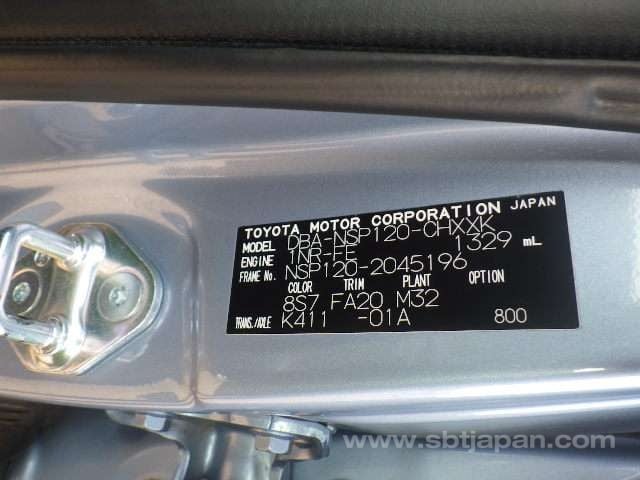 TOYOTA MOTOR CORPORATION JAPAN
MODEL DBA-NSP120-CHXXK
ENGINE 1NR-FE 1329 mL
FRAME No. NSP120-2045196
COLOR TRIM PLANT OPTION
8S7 FA20 M32
TRANS./AXLE K411 -01A 800
www.sbtjapan.com